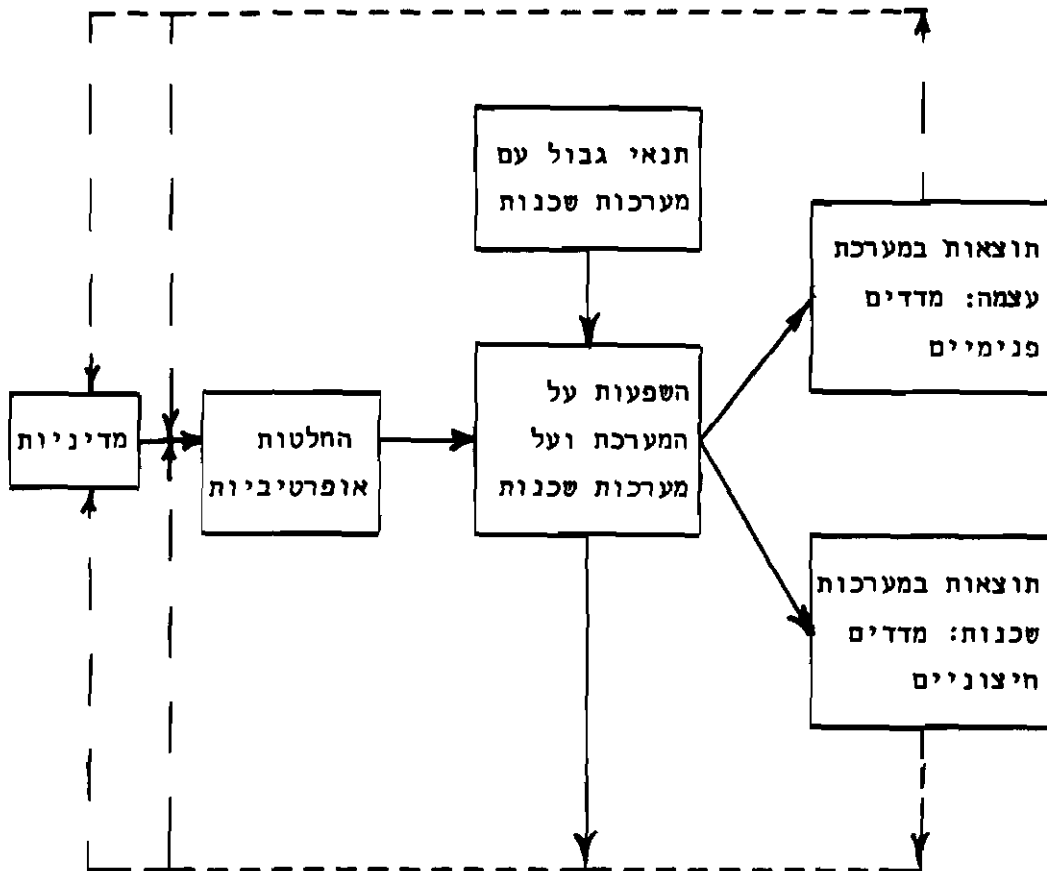 תנאי גבול עם
מערכות שכנות
תוצאות במערכת
עצמה: מדדים
פנימיים
השפעות על
המערכת ועל
מערכות שכנות
החלטות
אופרטיביות
מדיניות
תוצאות במערכות
שכנות: מדדים
חיצוניים